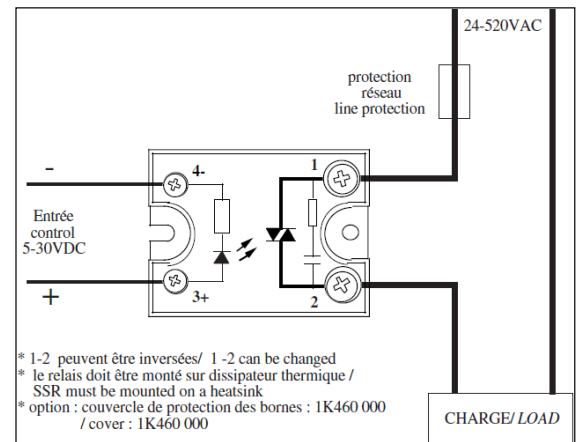 24-520VAC
protection
réseau
line protection
4-
1
-
Entrée
control
5-30VDC
+
3+
2
* 1-2 peuvent être inversées/ 1 -2 can be changed
* le relais doit être monté sur dissipateur thermique /
SSR must be mounted on a heatsink
* option : couvercle de protection des bornes : 1K460 000
/ cover : 1K460 000
CHARGE/ LOAD